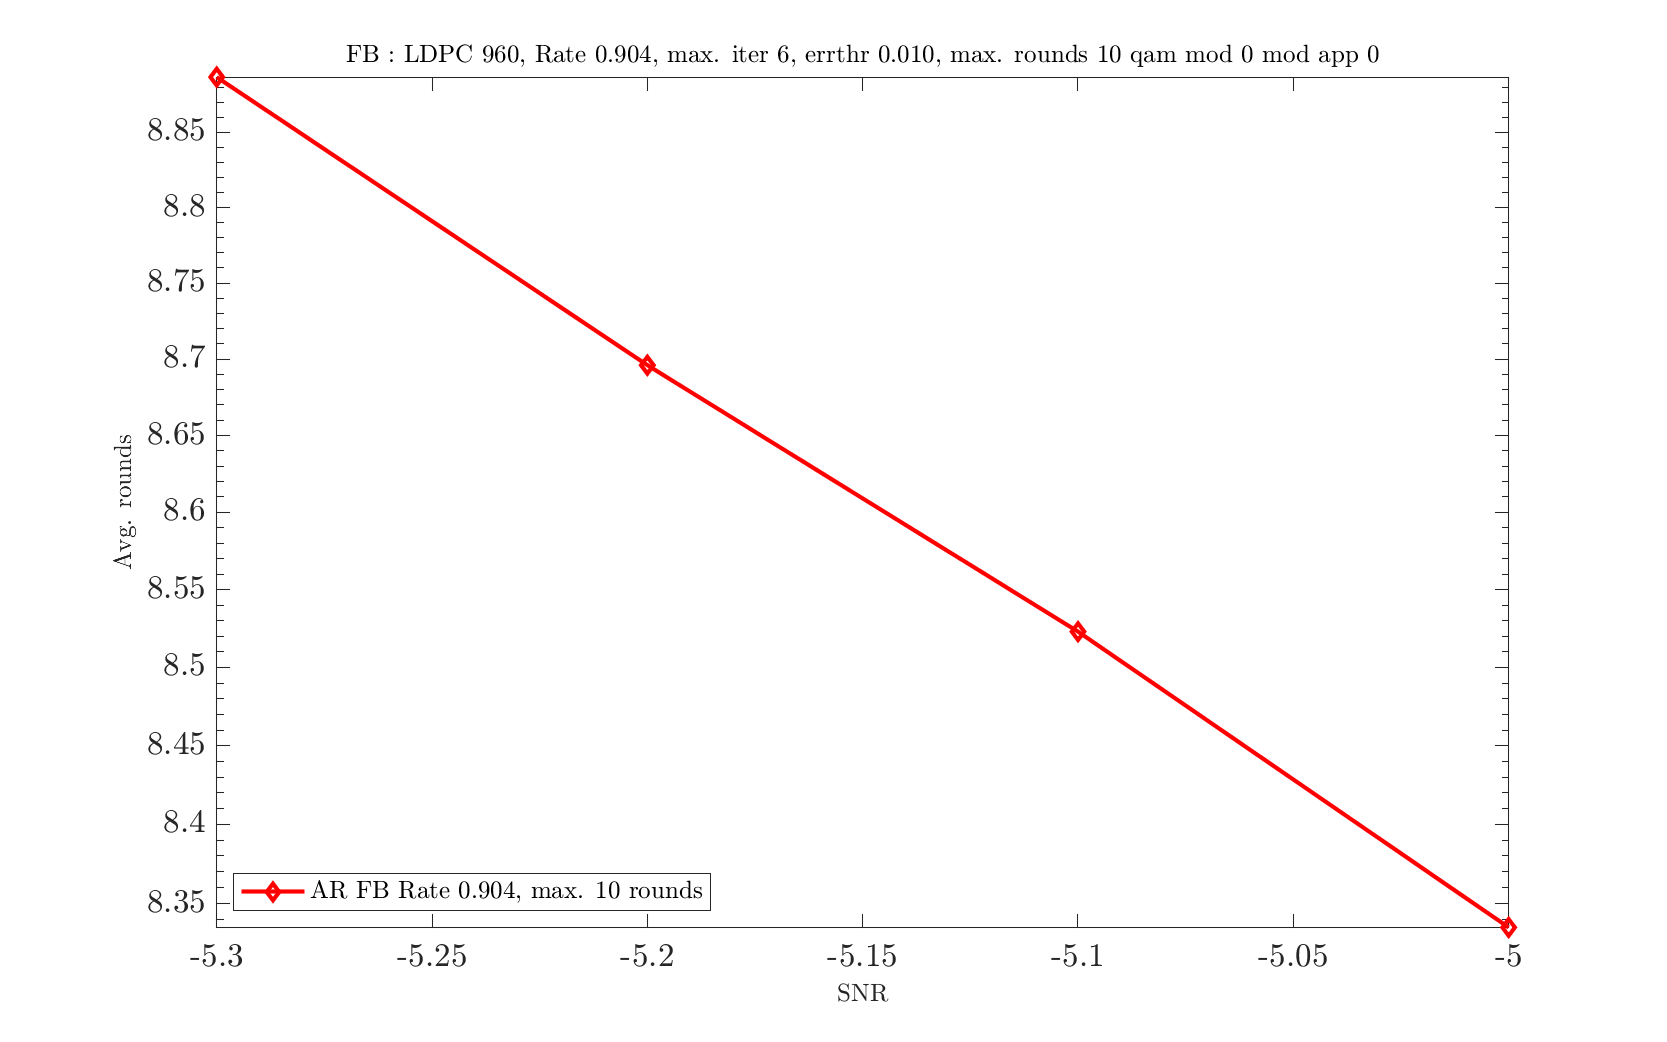 FB : LDPC 960, Rate 0.904, max. iter 6, errthr 0.010, max. rounds 10 qam mod 0 mod app 0
8.85
8.8
8.75
8.7
8.65
8.6
8.55
8.5
8.45
8.4
8.35
Avg. rounds
AR FB Rate 0.904, max. 10 rounds
-5.3 -5.25 -5.2 -5.15 -5.1 -5.05 -5
SNR